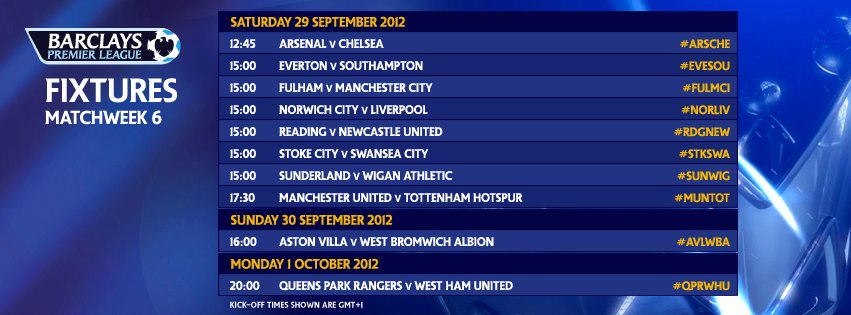 BARCLAYS
PREMIER LEAGUE
FIXTURES
MATCHWEEK 6
SATURDAY 29 SEPTEMBER 2012
12:45 ARSENAL v CHELSEA #ARSCHE
15:00 EVERTON v SOUTHAMPTON #EVESOU
15:00 FULHAM v MANCHESTER CITY #FULMCI
15:00 NORWICH CITY v LIVERPOOL #NORLIV
15:00 READING v NEWCASTLE UNITED #RDGNEW
15:00 STOKE CITY v SWANSEA CITY #STKSWA
15:00 SUNDERLAND v WIGAN ATHLETIC #SUNWIG
17:30 MANCHESTER UNITED v TOTTENHAM HOTSPUR #MUNTOT
SUNDAY 30 SEPTEMBER 2012
16:00 ASTON VILLA v WEST BROMWICH ALBION #AVLWBA
MONDAY 1 OCTOBER 2012
20:00 QUEENS PARK RANGERS v WEST HAM UNITED #QPRWHU
KICK-OFF TIMES SHOWN ARE GMT+1